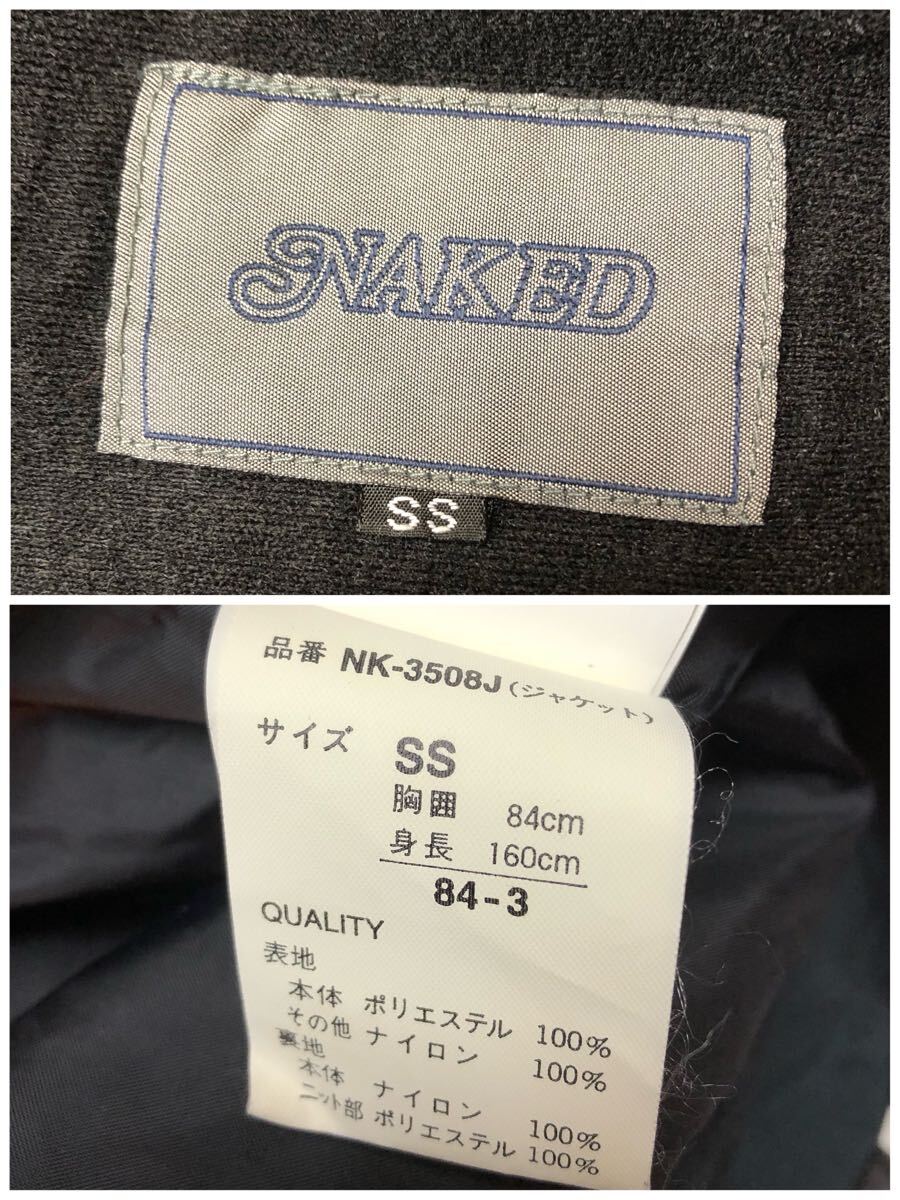 NAKED
SS
品番 NK-3508J(ジャケット)
サイズ SS
胸囲 84cm
身長 160cm
84-3
QUALITY
表地
本体 ポリエステル 100%
その他 ナイロン 100%
裏地
本体 ナイロン 100%
ニット部 ポリエステル 100%